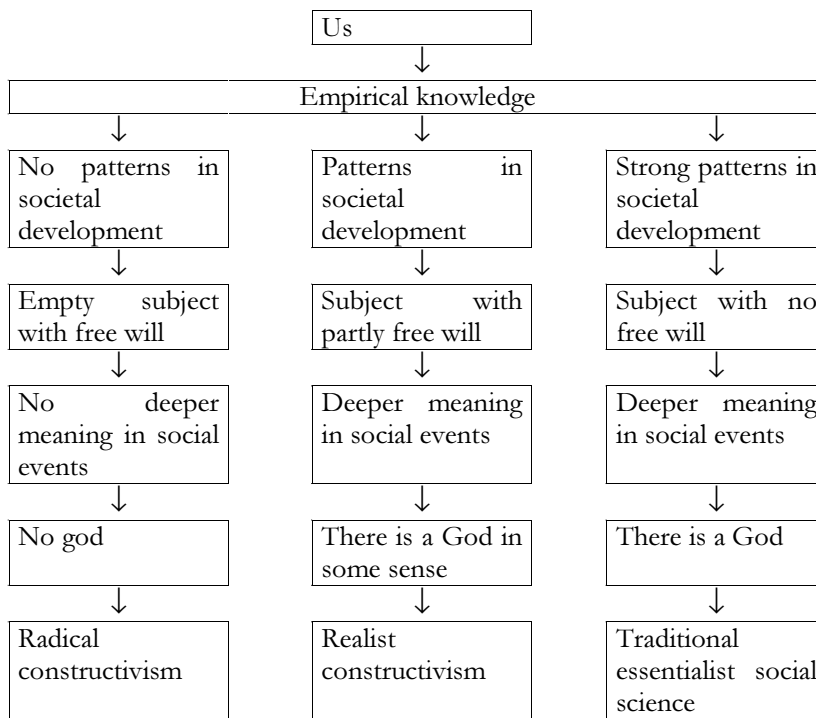 Us
Empirical knowledge
No patterns in
societal
development
Patterns in
societal
development
Strong patterns in
societal
development
Empty subject
with free will
Subject with
partly free will
Subject with no
free will
No deeper
meaning in social
events
Deeper meaning
in social events
Deeper meaning
in social events
No god
There is a God in
some sense
There is a God
Radical
constructivism
Realist
constructivism
Traditional
essentialist social
science